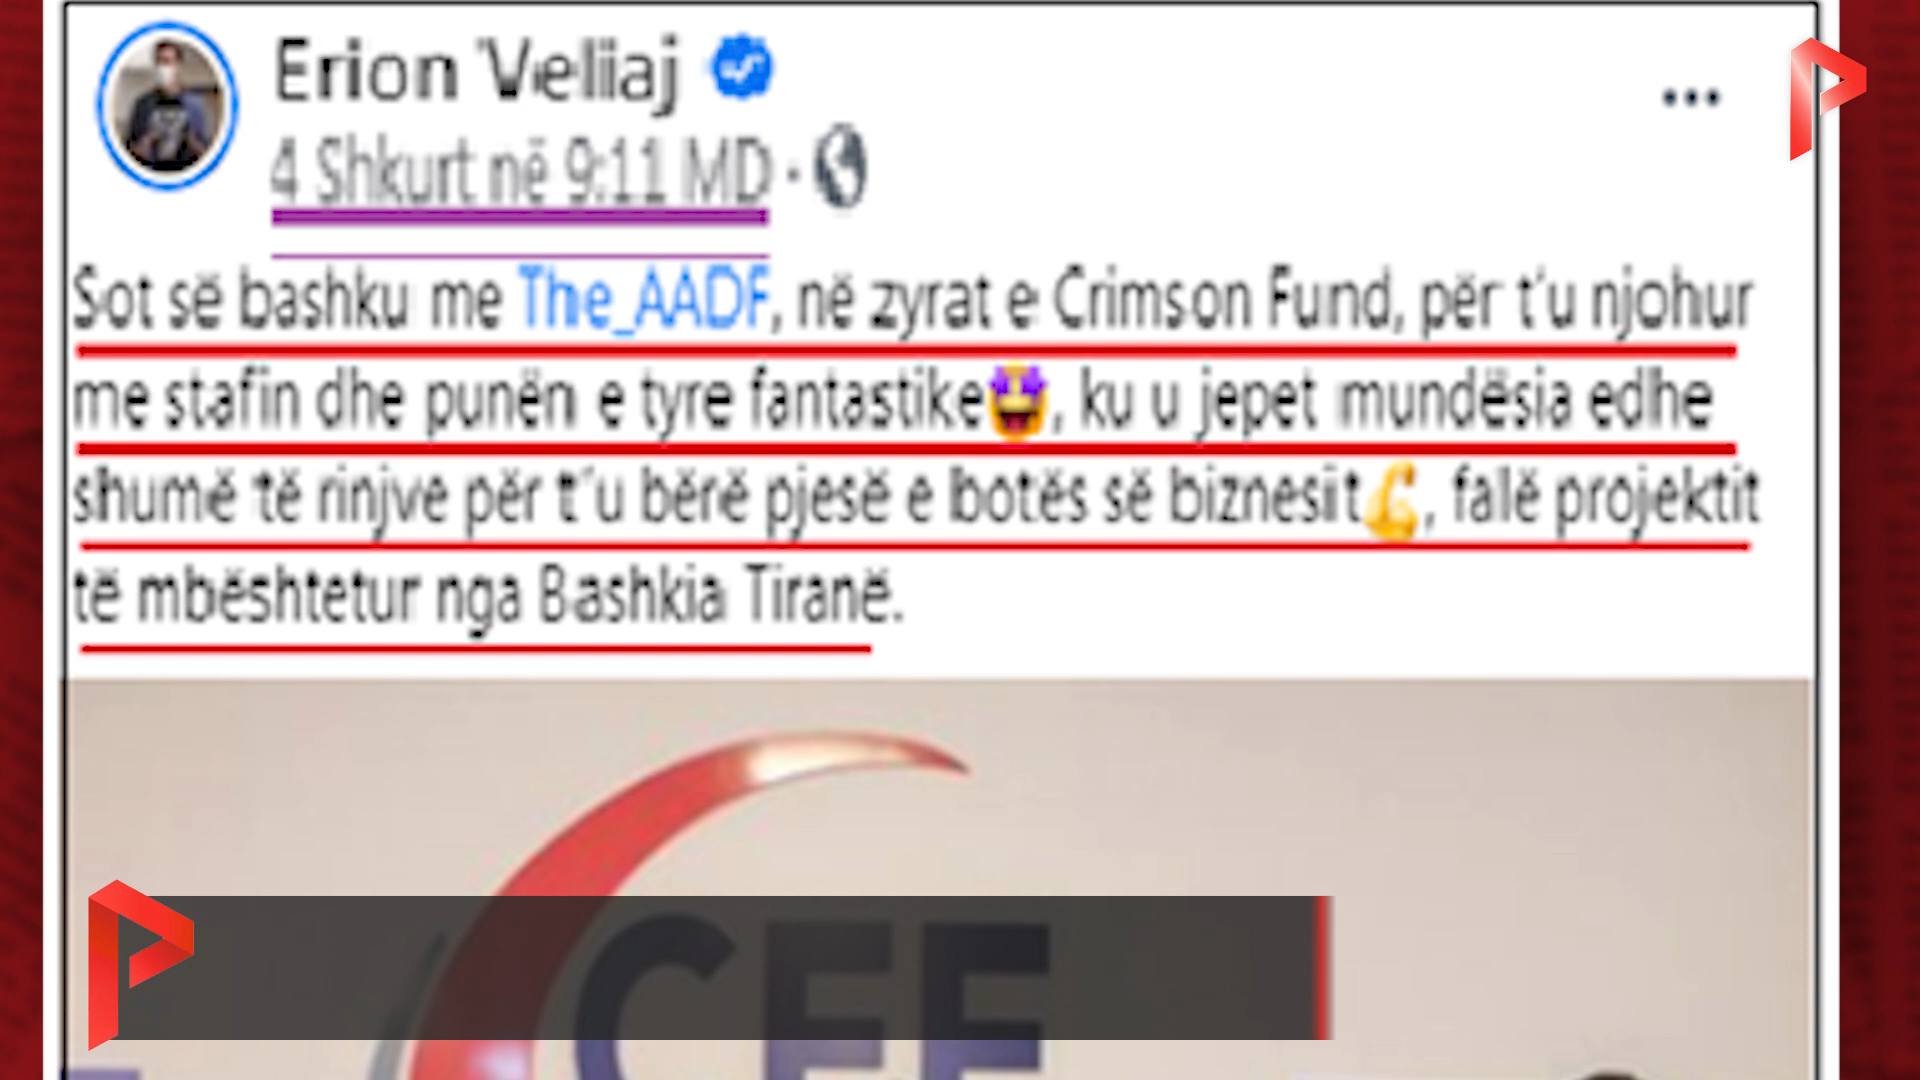 Erion Veliaj
4 Shkurt në 9:11 MD
Sot së bashku me The_AADF, në zyrat e Crimson Fund, për t'u njohur
me stafin dhe punën e tyre fantastike🤩, ku u jepet mundësia edhe
shumë të rinjve për t´u bërë pjesë e botës së biznesit💪, falë projektit
të mbështetur nga Bashkia Tiranë.